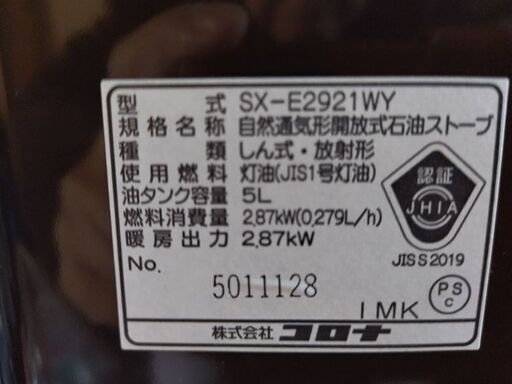 型 式 SX-E2921WY
規格名称 自然通気形開放式石油ストーブ
種 類 しん式・放射形
使用燃料 灯油(JIS1号灯油)
油タンク容量 5L
燃料消費量 2,87kW(0,279L/h)
暖房出力 2,87kW
認証
JHIA
JIS S 2019
No. 5011128
1MK
PS
C
株式会社 コロナ